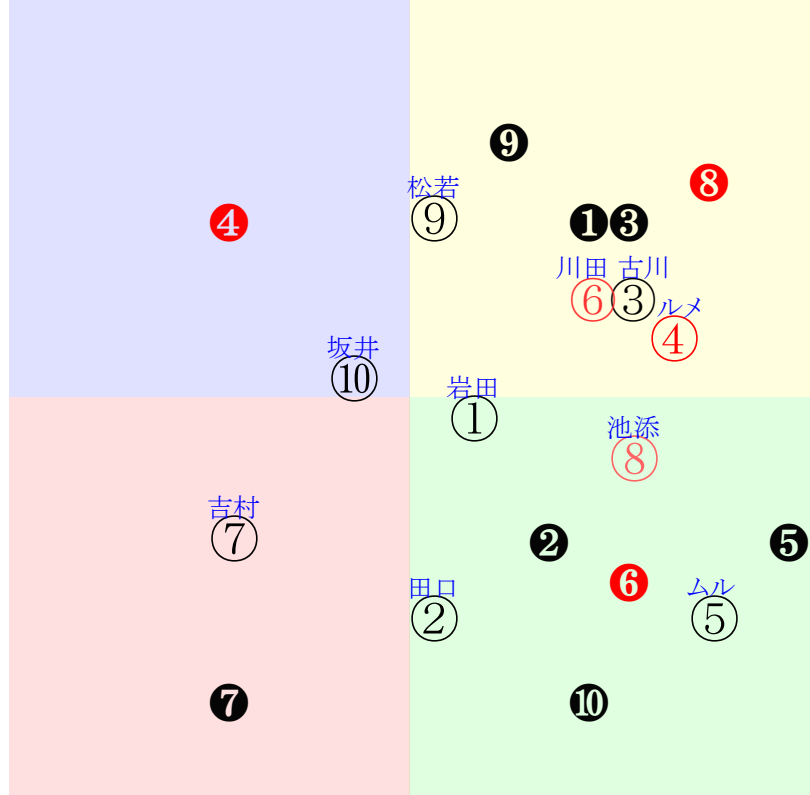 ❾
❽
松若
⑨
❹
❶❸
川田 古川
⑥③
ルメ
④
坂井
⑩
岩田
①
池添
⑧
吉村
⑦
❷
❺
❻
田口
②
ムル
⑤
❼
❿